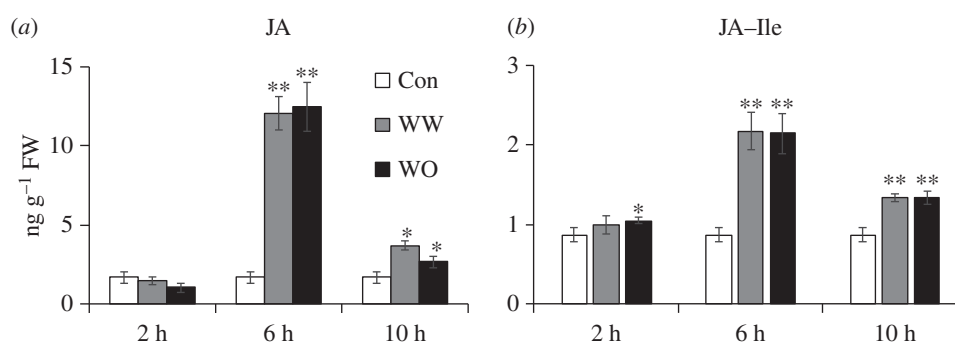 (a) JA
ng g⁻¹ FW
15
10
5
0
** **
* *
Con
WW
WO
2 h 6 h 10 h
(b) JA–Ile
3
2
1
0
*
** **
** **
2 h 6 h 10 h